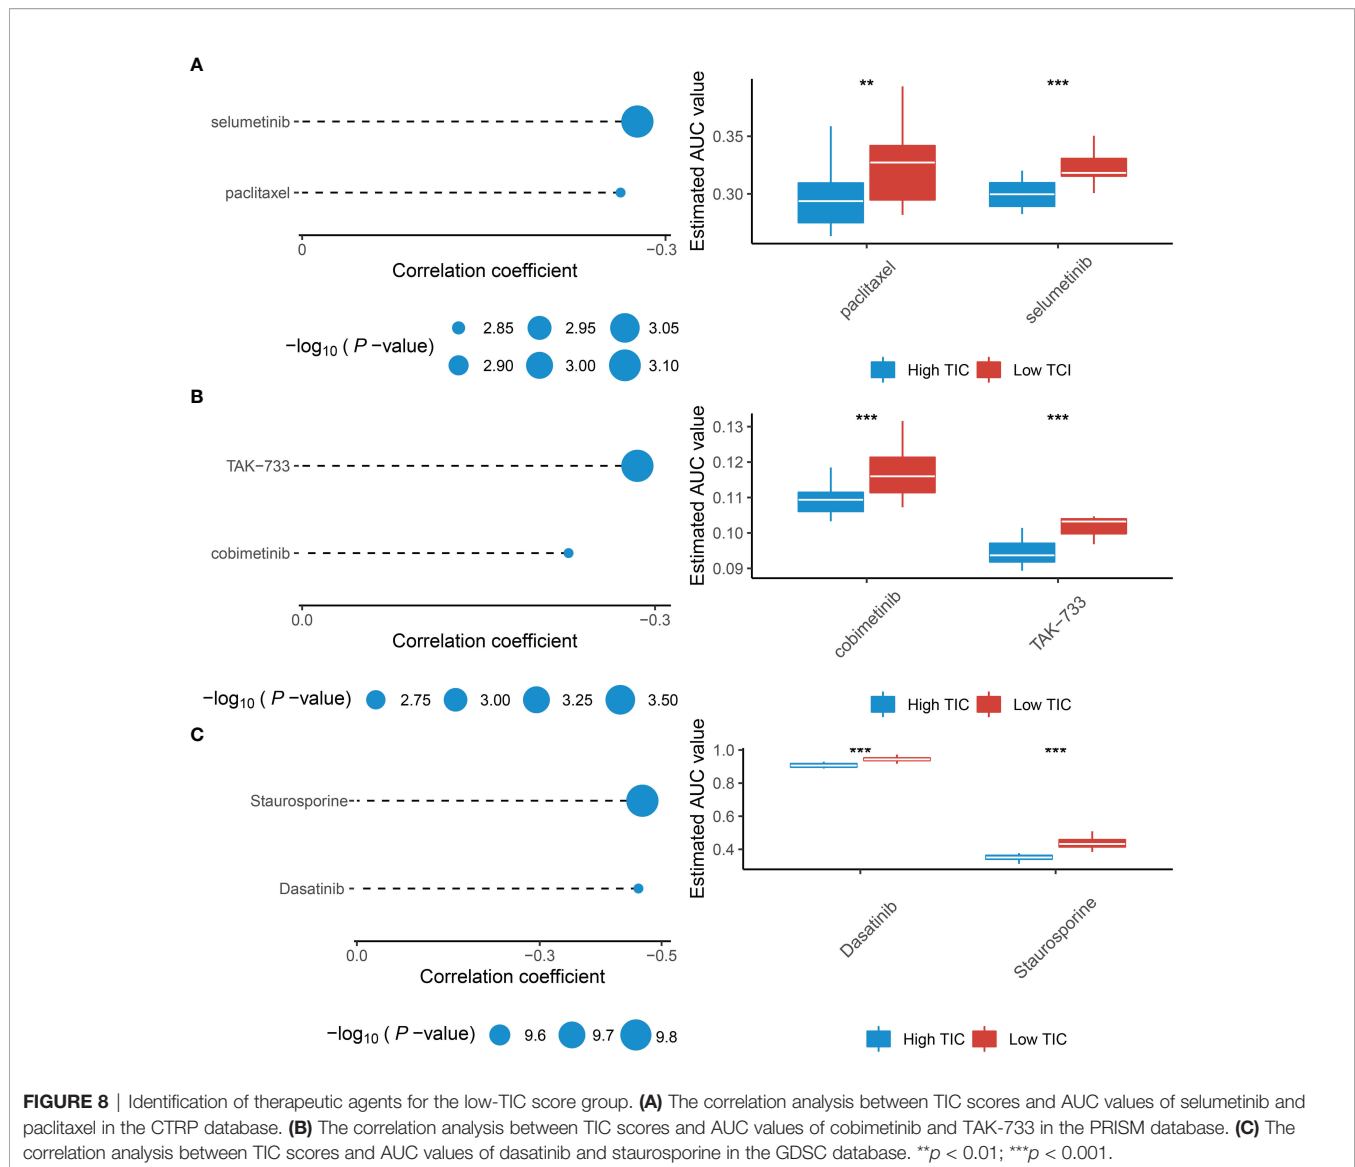 A
selumetinib
paclitaxel
0
−0.3
Correlation coefficient
−log10 ( P −value)
2.85
2.95
3.05
2.90
3.00
3.10
Estimated AUC value
0.35
0.30
**
***
paclitaxel
selumetinib
High TIC
Low TCI
B
TAK−733
cobimetinib
0.0
−0.3
Correlation coefficient
−log10 ( P −value)
2.75
3.00
3.25
3.50
Estimated AUC value
0.13
0.12
0.11
0.10
0.09
***
***
cobimetinib
TAK−733
High TIC
Low TIC
C
Staurosporine
Dasatinib
0.0
−0.3
−0.5
Correlation coefficient
−log10 ( P −value)
9.6
9.7
9.8
Estimated AUC value
1.0
0.8
0.6
0.4
***
***
Dasatinib
Staurosporine
High TIC
Low TIC
FIGURE 8 | Identification of therapeutic agents for the low-TIC score group. (A) The correlation analysis between TIC scores and AUC values of selumetinib and
paclitaxel in the CTRP database. (B) The correlation analysis between TIC scores and AUC values of cobimetinib and TAK-733 in the PRISM database. (C) The
correlation analysis between TIC scores and AUC values of dasatinib and staurosporine in the GDSC database. **p < 0.01; ***p < 0.001.